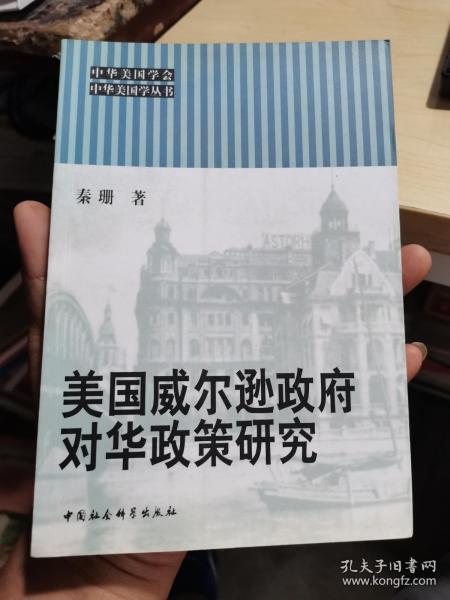 中华美国学会
中华美国学丛书
秦珊 著
ASTORH
美国威尔逊政府
对华政策研究
中国社会科学出版社
孔夫子旧书网
www.kongfz.com